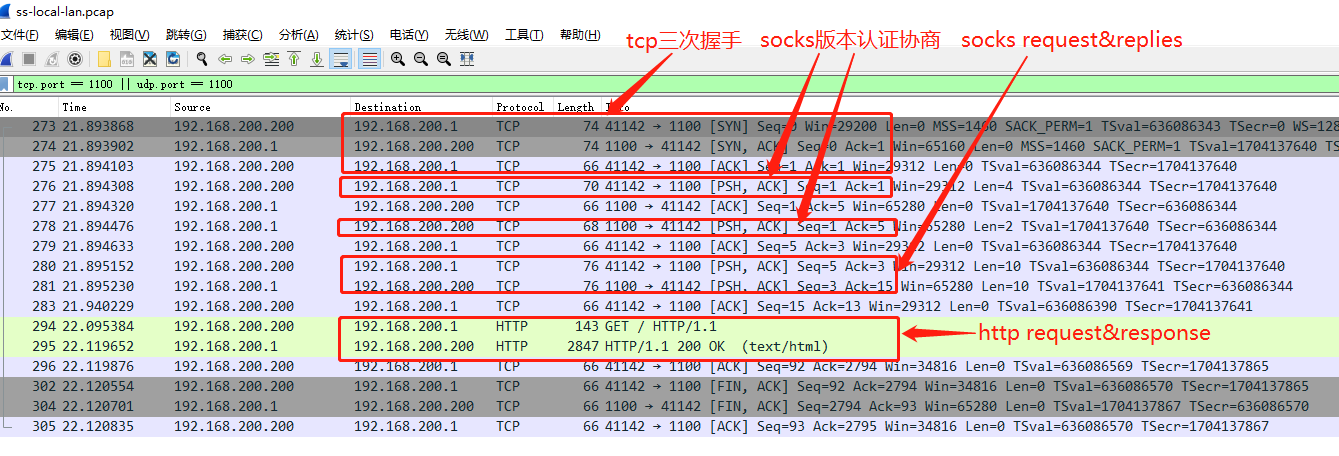 ss-local-lan.pcap
文件(F) 编辑(E) 视图(V) 跳转(G) 捕获(C) 分析(A) 统计(S) 电话(Y) 无线(W) 工具(T) 帮助(H)
tcp三次握手 socks版本认证协商 socks request&replies
tcp.port == 1100 || udp.port == 1100
No. Time Source Destination Protocol Length Info
273 21.893868 192.168.200.200 192.168.200.1 TCP 74 41142 → 1100 [SYN] Seq=0 Win=29200 Len=0 MSS=1460 SACK_PERM=1 TSval=636086343 TSecr=0 WS=128
274 21.893902 192.168.200.1 192.168.200.200 TCP 74 1100 → 41142 [SYN, ACK] Seq=0 Ack=1 Win=65160 Len=0 MSS=1460 SACK_PERM=1 TSval=1704137640 TS
275 21.894103 192.168.200.200 192.168.200.1 TCP 66 41142 → 1100 [ACK] Seq=1 Ack=1 Win=29312 Len=0 TSval=636086344 TSecr=1704137640
276 21.894308 192.168.200.200 192.168.200.1 TCP 70 41142 → 1100 [PSH, ACK] Seq=1 Ack=1 Win=29312 Len=4 TSval=636086344 TSecr=1704137640
277 21.894320 192.168.200.1 192.168.200.200 TCP 66 1100 → 41142 [ACK] Seq=1 Ack=5 Win=65280 Len=0 TSval=1704137640 TSecr=636086344
278 21.894476 192.168.200.1 192.168.200.200 TCP 68 1100 → 41142 [PSH, ACK] Seq=1 Ack=5 Win=65280 Len=2 TSval=1704137640 TSecr=636086344
279 21.894633 192.168.200.200 192.168.200.1 TCP 66 41142 → 1100 [ACK] Seq=5 Ack=3 Win=29312 Len=0 TSval=636086344 TSecr=1704137640
280 21.895152 192.168.200.200 192.168.200.1 TCP 76 41142 → 1100 [PSH, ACK] Seq=5 Ack=3 Win=29312 Len=10 TSval=636086344 TSecr=1704137640
281 21.895230 192.168.200.1 192.168.200.200 TCP 76 1100 → 41142 [PSH, ACK] Seq=3 Ack=15 Win=65280 Len=10 TSval=1704137641 TSecr=636086344
283 21.940229 192.168.200.200 192.168.200.1 TCP 66 41142 → 1100 [ACK] Seq=15 Ack=13 Win=29312 Len=0 TSval=636086390 TSecr=1704137641
294 22.095384 192.168.200.200 192.168.200.1 HTTP 143 GET / HTTP/1.1
http request&response
295 22.119652 192.168.200.1 192.168.200.200 HTTP 2847 HTTP/1.1 200 OK (text/html)
296 22.119876 192.168.200.200 192.168.200.1 TCP 66 41142 → 1100 [ACK] Seq=92 Ack=2794 Win=34816 Len=0 TSval=636086569 TSecr=1704137865
302 22.120554 192.168.200.200 192.168.200.1 TCP 66 41142 → 1100 [FIN, ACK] Seq=92 Ack=2794 Win=34816 Len=0 TSval=636086570 TSecr=1704137865
304 22.120701 192.168.200.1 192.168.200.200 TCP 66 1100 → 41142 [FIN, ACK] Seq=2794 Ack=93 Win=65280 Len=0 TSval=1704137867 TSecr=636086570
305 22.120835 192.168.200.200 192.168.200.1 TCP 66 41142 → 1100 [ACK] Seq=93 Ack=2795 Win=34816 Len=0 TSval=636086570 TSecr=1704137867